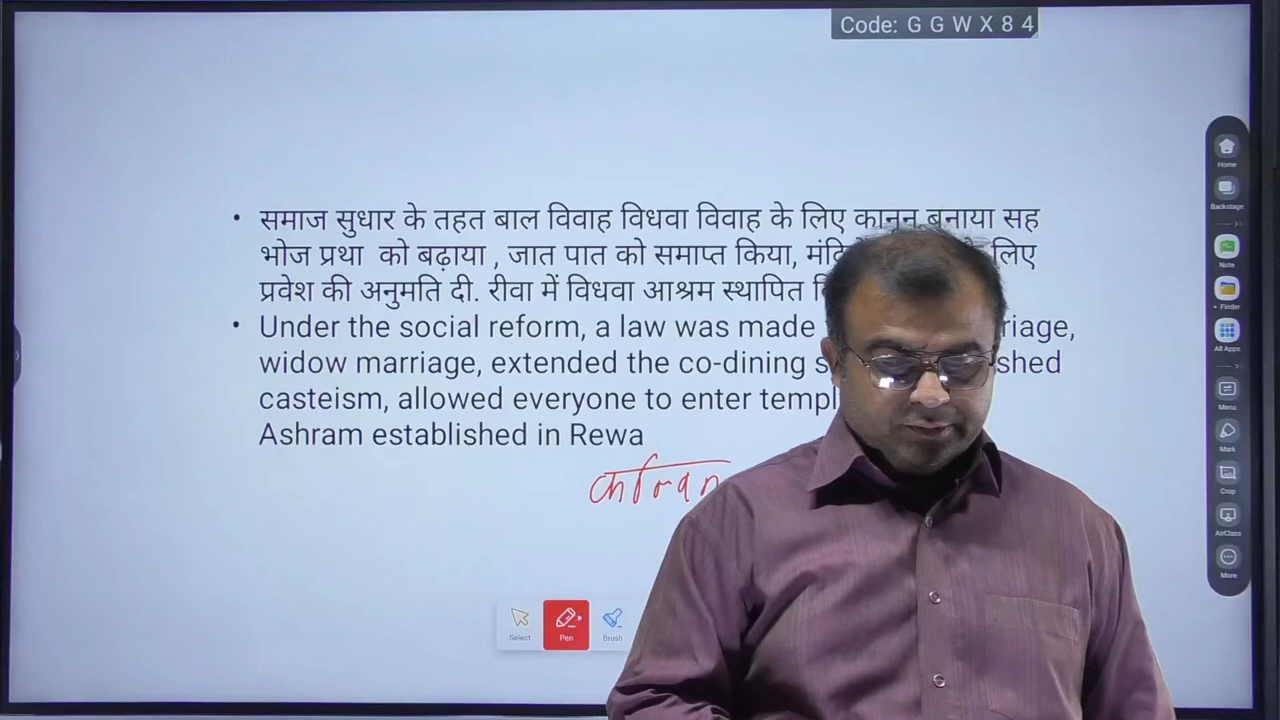 Code: G G W X 8 4
• समाज सुधार के तहत बाल विवाह विधवा विवाह के लिए कानून बनाया सह
भोज प्रथा को बढ़ाया , जात पात को समाप्त किया, लिए
प्रवेश की अनुमति दी. रीवा में विधवा आश्रम स्थापित
• Under the social reform, a law was made
widow marriage, extended the co-dining
casteism, allowed everyone to enter
Ashram established in Rewa
Select
Pen
Brush
Home
Backstage
Note
Finder
All Apps
Menu
Mark
Crop
AirClass
More